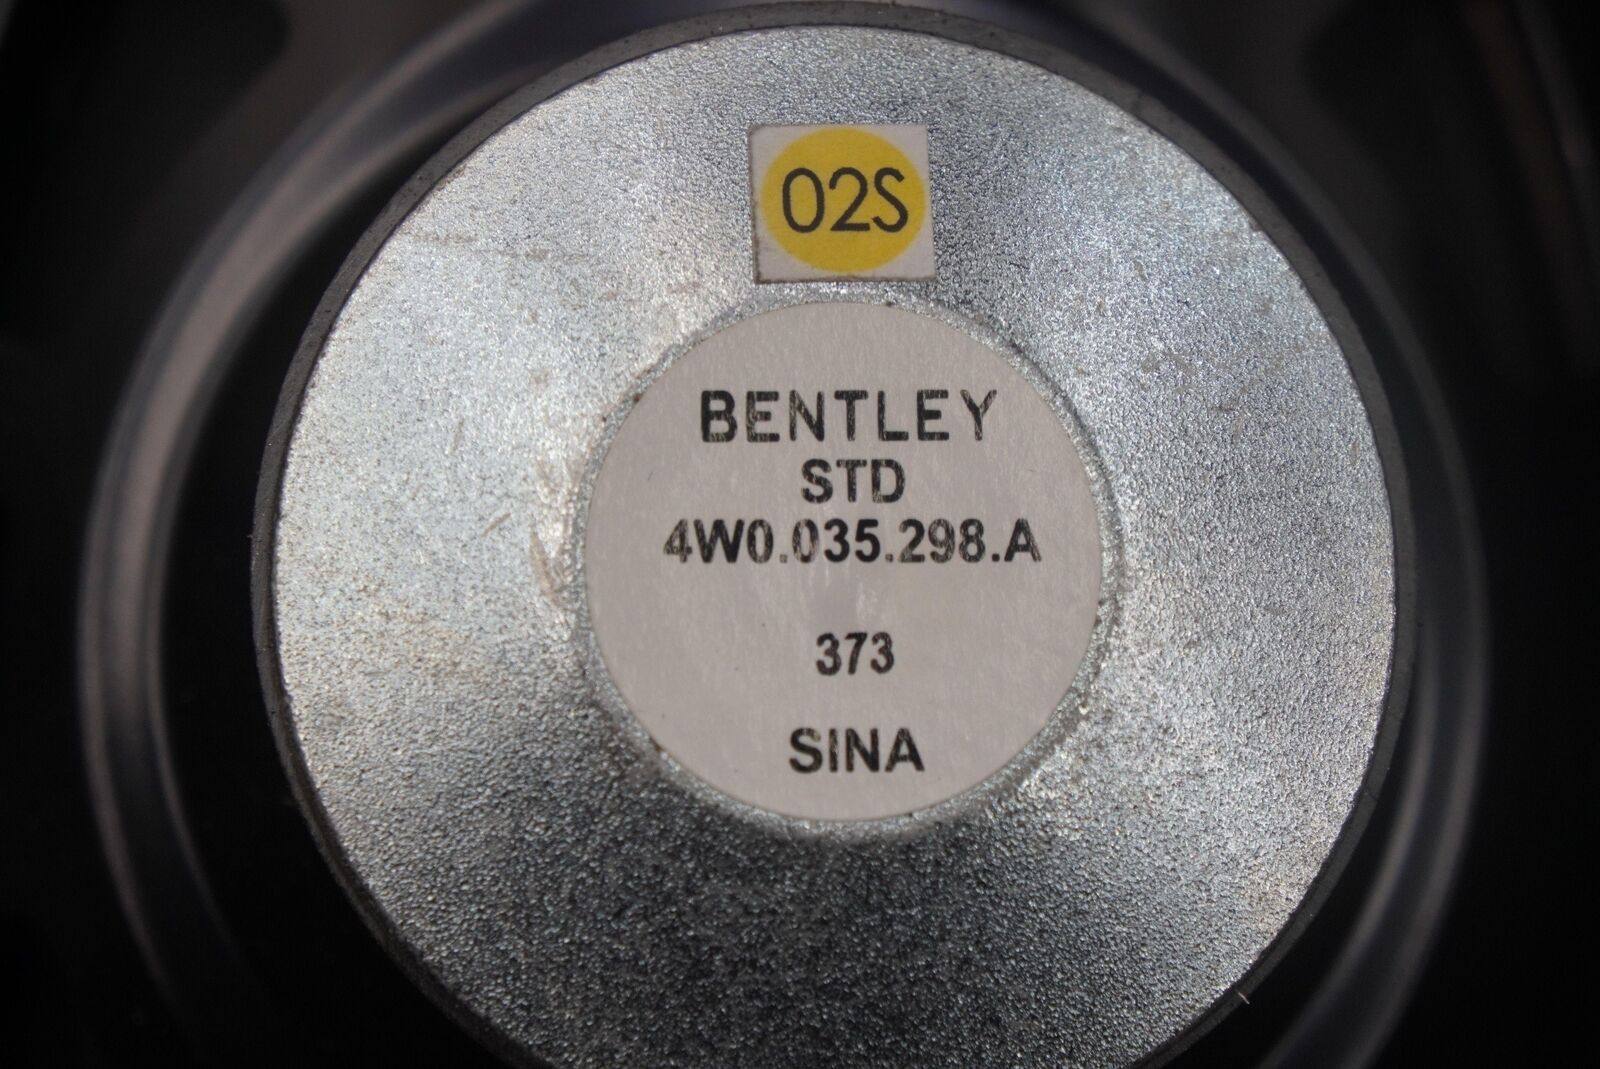 02S
BENTLEY
STD
4W0.035.298.A
373
SINA